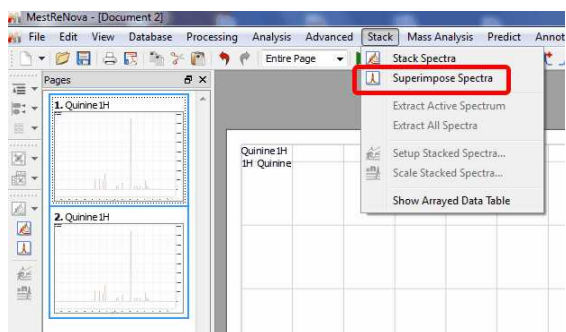 MestReNova - [Document 2]
File Edit View Database Processing Analysis Advanced Stack Mass Analysis Predict Annot
Entire Page
Stack Spectra
Superimpose Spectra
Extract Active Spectrum
Extract All Spectra
Setup Stacked Spectra...
Scale Stacked Spectra...
Show Arrayed Data Table
Pages
1. Quinine 1H
2. Quinine 1H
Quinine 1H
1H Quinine